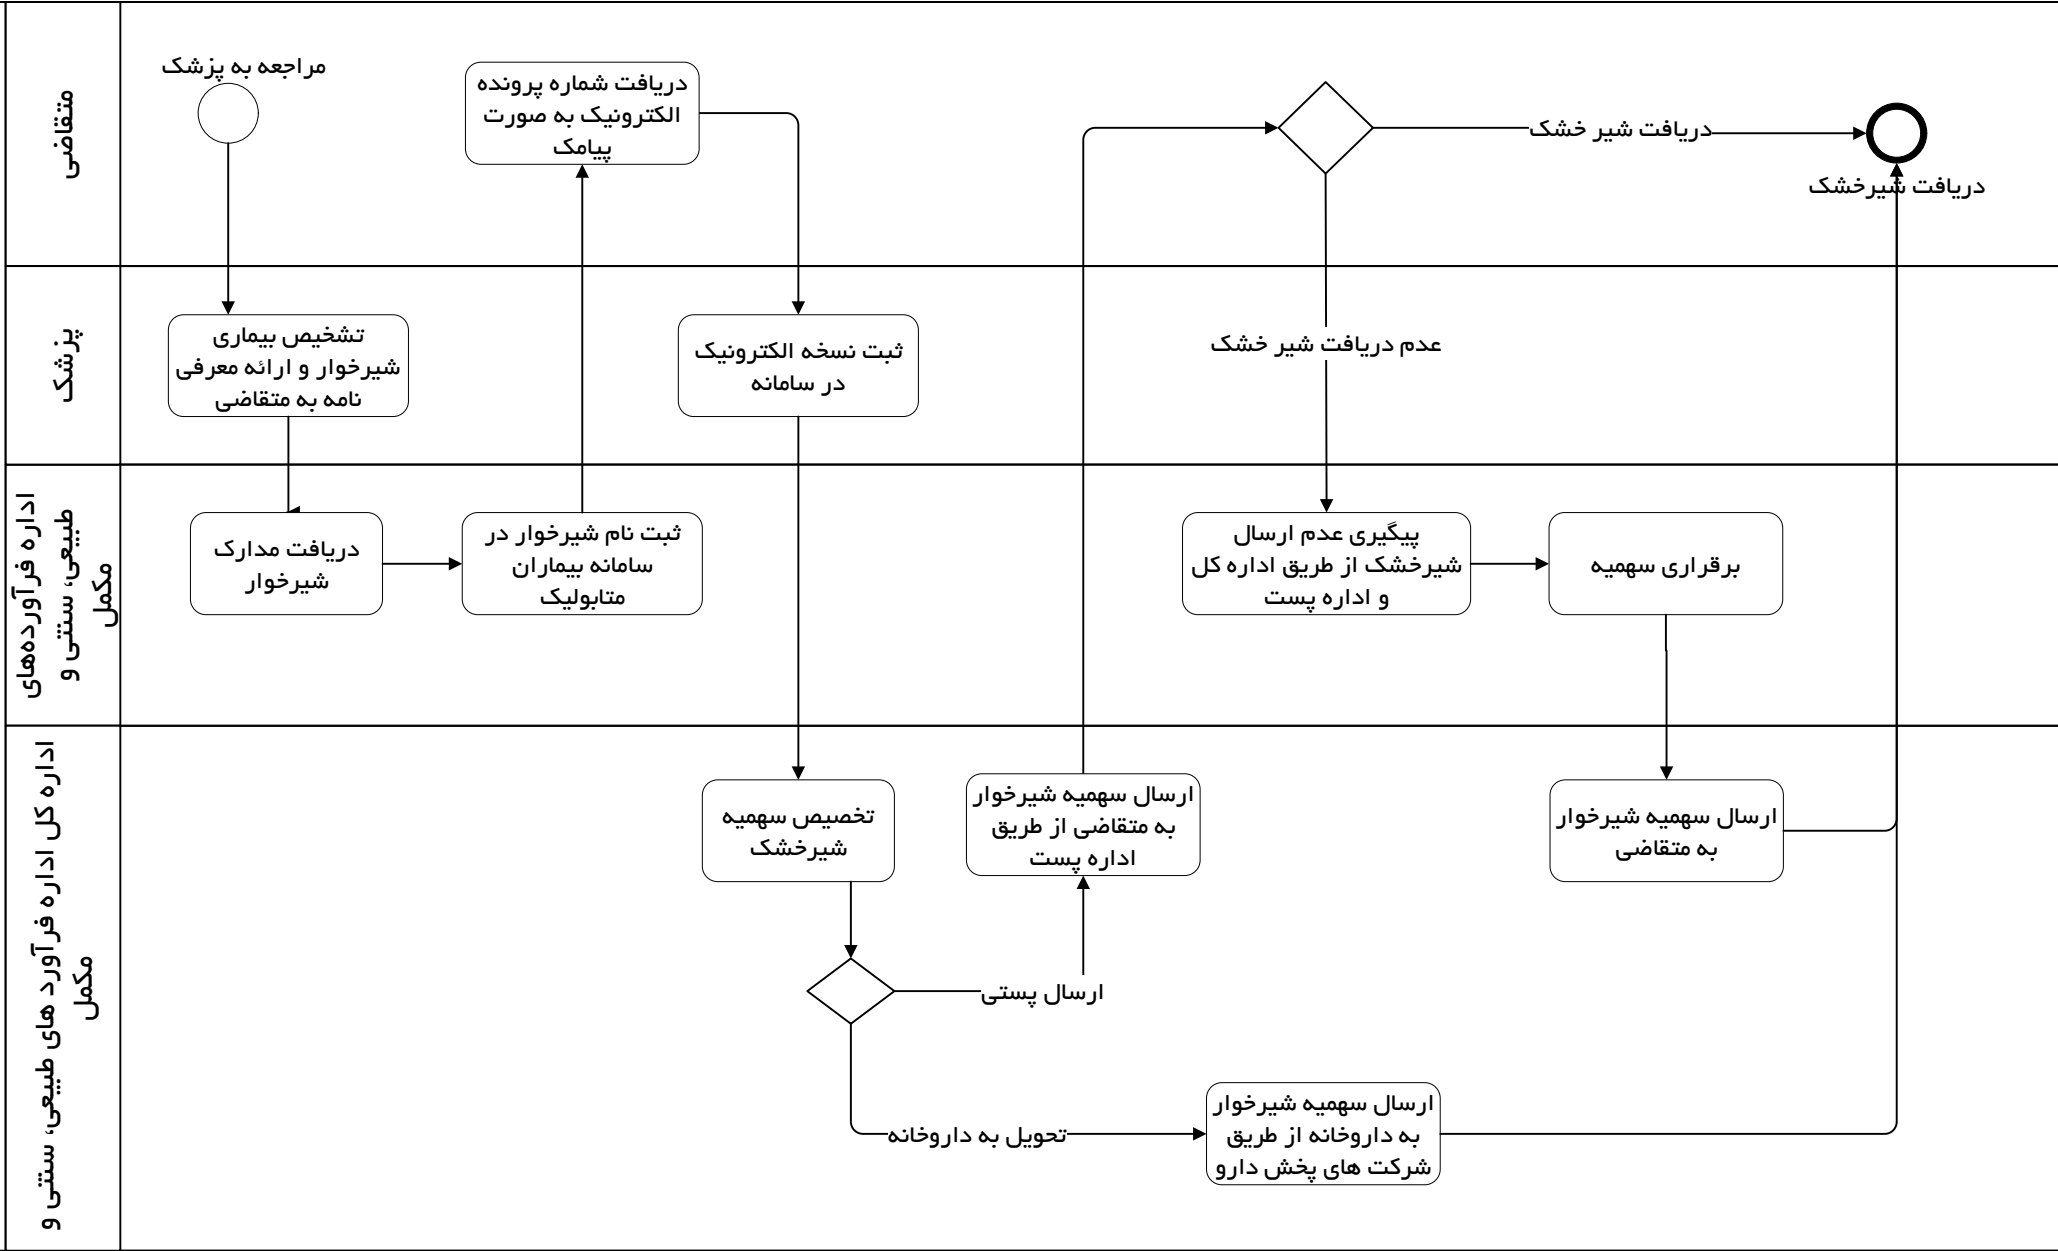 متقاضی
مراجعه به پزشک
دریافت شماره پرونده
الکترونیک به صورت
پیامک
دریافت شیر خشک
دریافت شیرخشک
پزشک
تشخیص بیماری
شیرخوار و ارائه معرفی
نامه به متقاضی
ثبت نسخه الکترونیک
در سامانه
عدم دریافت شیر خشک
اداره فرآورده‌های
طبیعی، سنتی و
مکمل
دریافت مدارک
شیرخوار
ثبت نام شیرخوار در
سامانه بیماران
متابولیک
پیگیری عدم ارسال
شیرخشک از طریق اداره کل
و اداره پست
برقراری سهمیه
اداره کل اداره فرآورد های طبیعی، سنتی و
مکمل
تخصیص سهمیه
شیرخشک
ارسال سهمیه شیرخوار
به متقاضی از طریق
اداره پست
ارسال سهمیه شیرخوار
به متقاضی
ارسال پستی
تحویل به داروخانه
ارسال سهمیه شیرخوار
به داروخانه از طریق
شرکت های پخش دارو